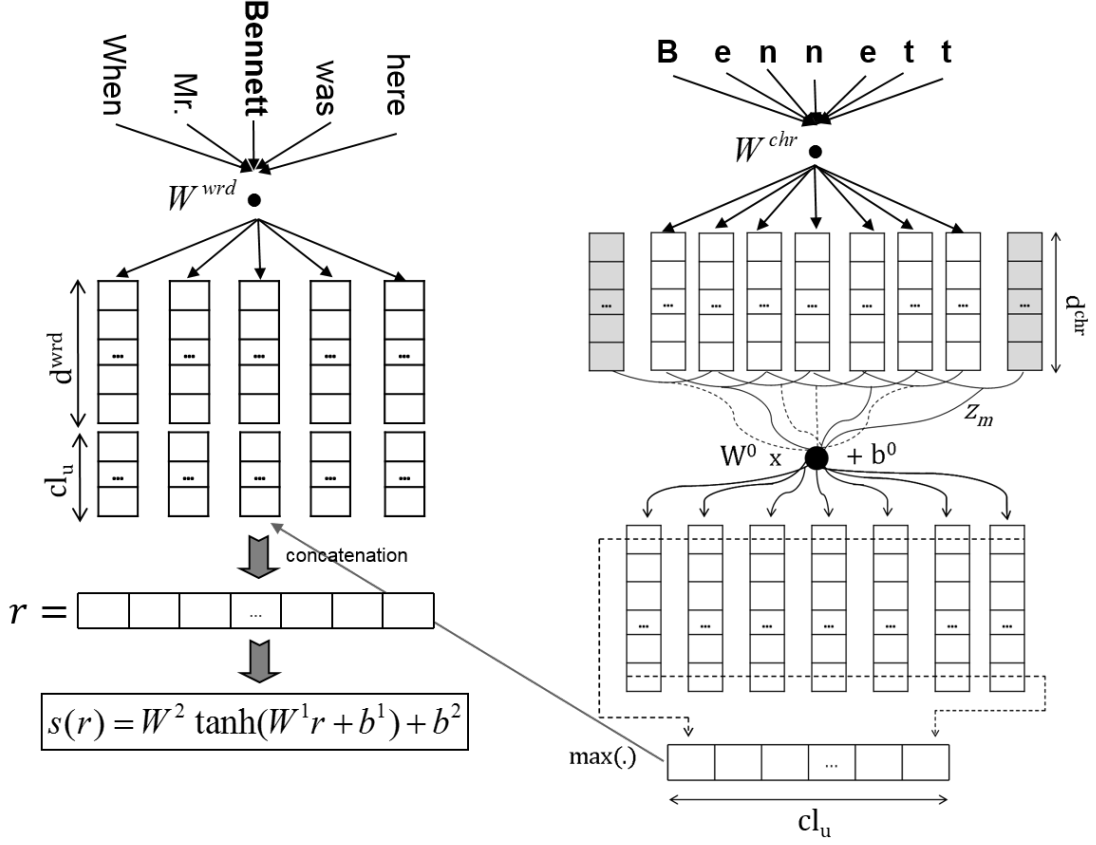 When Mr. Bennett was here
W^wrd
d^wrd
... ... ... ... ...
cl_u
... ... ... ... ...
concatenation
r =
...
s(r) = W^2 tanh(W^1 r + b^1) + b^2
B e n n e t t
W^chr
... ... ... ... ... ... ... ... ...
d^chr
z_m
W^0 x + b^0
... ... ... ... ... ... ...
max(.)
...
cl_u